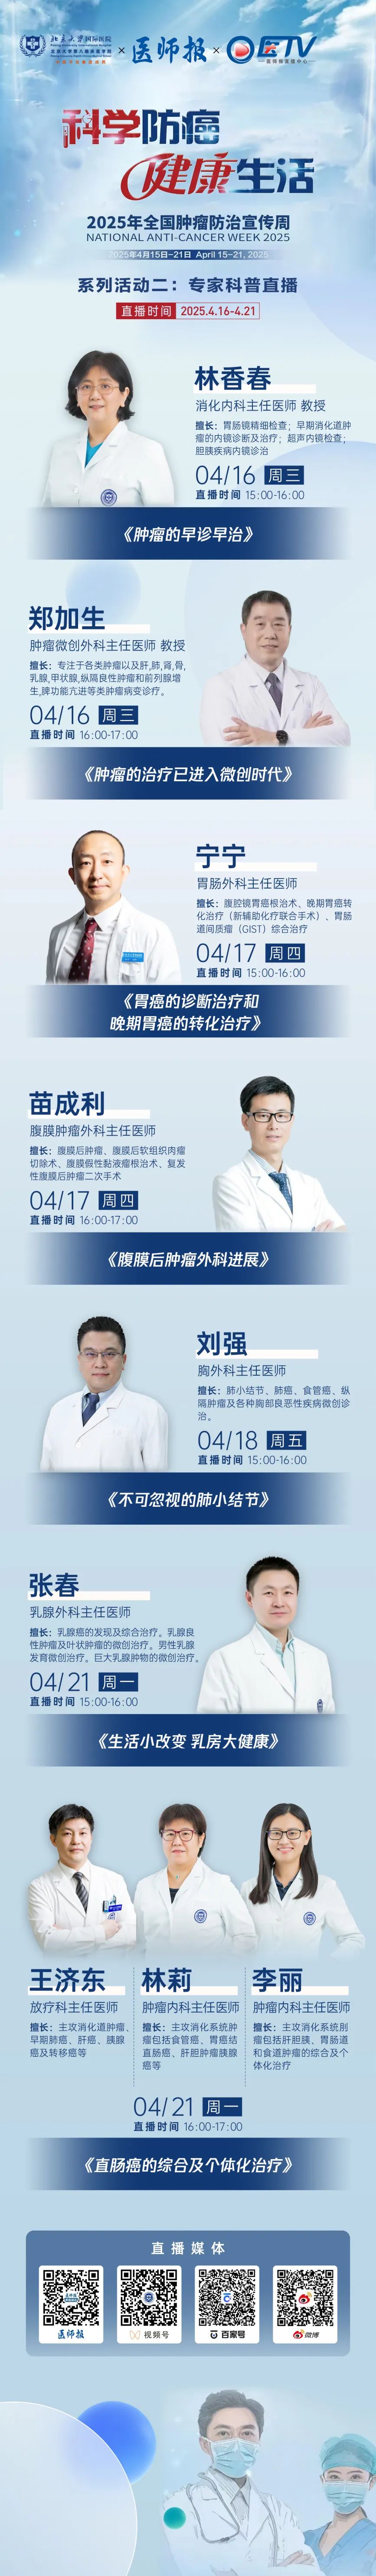 北京大学国际医院
Peking University International Hospital
北京大学第八临床医学院
× 医师报 × ETV
医师报视频中心
科学防癌
健康生活
2025年全国肿瘤防治宣传周
NATIONAL ANTI-CANCER WEEK 2025
2025年4月15日-21日 April 15-21, 2025
系列活动二：专家科普直播
直播时间 2025.4.16-4.21
林香春
消化内科主任医师 教授
擅长：胃肠镜精细检查；早期消化道肿
瘤的内镜诊断及治疗；超声内镜检查；
胆胰疾病内镜诊治
04/16 周三
直播时间 15:00-16:00
《肿瘤的早诊早治》
郑加生
肿瘤微创外科主任医师 教授
擅长：专注于各类肿瘤以及肝,肺,肾,骨,
乳腺,甲状腺,纵隔良性肿瘤和前列腺增
生,脾功能亢进等类肿瘤病变诊疗。
04/16 周三
直播时间 16:00-17:00
《肿瘤的治疗已进入微创时代》
宁宁
胃肠外科主任医师
擅长：腹腔镜胃癌根治术、晚期胃癌转
化治疗（新辅助化疗联合手术）、胃肠
道间质瘤（GIST）综合治疗
04/17 周四
直播时间 15:00-16:00
《胃癌的诊断治疗和
晚期胃癌的转化治疗》
苗成利
腹膜肿瘤外科主任医师
擅长：腹膜后肿瘤、腹膜后软组织肉瘤
切除术、腹膜假性黏液瘤根治术、复发
性腹膜后肿瘤二次手术
04/17 周四
直播时间 16:00-17:00
《腹膜后肿瘤外科进展》
刘强
胸外科主任医师
擅长：肺小结节、肺癌、食管癌、纵
隔肿瘤及各种胸部良恶性疾病微创诊
治。
04/18 周五
直播时间 15:00-16:00
《不可忽视的肺小结节》
张春
乳腺外科主任医师
擅长：乳腺癌的发现及综合治疗。乳腺良
性肿瘤及叶状肿瘤的微创治疗。男性乳腺
发育微创治疗。巨大乳腺肿物的微创治疗。
04/21 周一
直播时间 15:00-16:00
《生活小改变 乳房大健康》
王济东
放疗科主任医师
擅长：主攻消化道肿瘤、
早期肺癌、肝癌、胰腺
癌及转移癌等
林莉
肿瘤内科主任医师
擅长：主攻消化系统肿
瘤包括食管癌、胃癌结
直肠癌、肝胆肿瘤胰腺
癌等
李丽
肿瘤内科主任医师
擅长：主攻消化系统別
瘤包括肝胆胰、胃肠道
和食道肿瘤的综合及个
体化治疗
04/21 周一
直播时间 16:00-17:00
《直肠癌的综合及个体化治疗》
直播媒体
医师报
视频号
百家号
微博